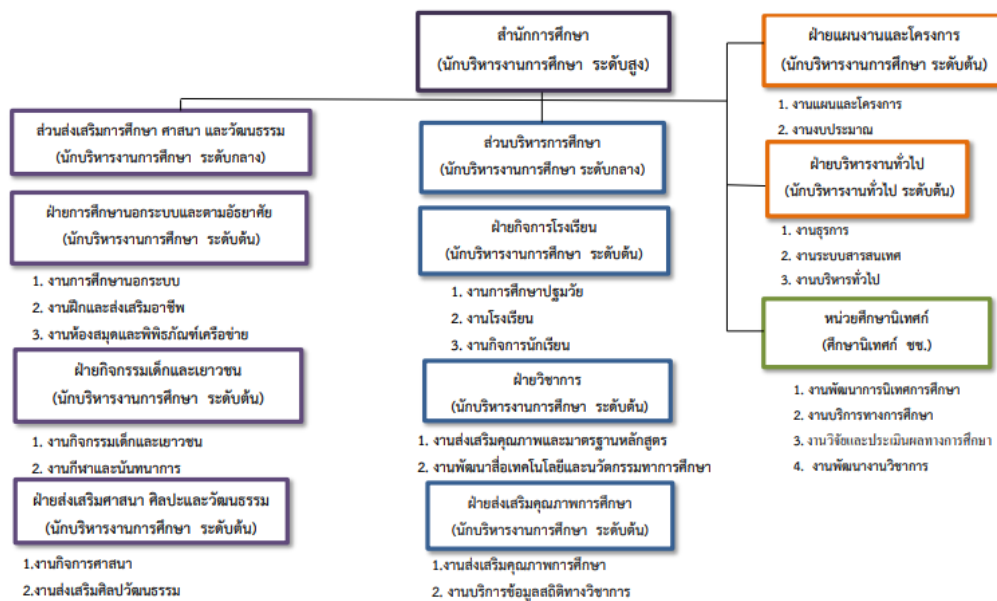 สำนักการศึกษา
(นักบริหารงานการศึกษา ระดับสูง)
ส่วนส่งเสริมการศึกษา ศาสนา และวัฒนธรรม
(นักบริหารงานการศึกษา ระดับกลาง)
ฝ่ายการศึกษานอกระบบและตามอัธยาศัย
(นักบริหารงานการศึกษา ระดับต้น)
1. งานการศึกษานอกระบบ
2. งานฝึกและส่งเสริมอาชีพ
3. งานห้องสมุดและพิพิธภัณฑ์เครือข่าย
ฝ่ายกิจกรรมเด็กและเยาวชน
(นักบริหารงานการศึกษา ระดับต้น)
1. งานกิจกรรมเด็กและเยาวชน
2. งานกีฬาและนันทนาการ
ฝ่ายส่งเสริมศาสนา ศิลปะและวัฒนธรรม
(นักบริหารงานการศึกษา ระดับต้น)
1.งานกิจการศาสนา
2.งานส่งเสริมศิลปวัฒนธรรม
ส่วนบริหารการศึกษา
(นักบริหารงานการศึกษา ระดับกลาง)
ฝ่ายกิจการโรงเรียน
(นักบริหารงานการศึกษา ระดับต้น)
1. งานการศึกษาปฐมวัย
2. งานโรงเรียน
3. งานกิจการนักเรียน
ฝ่ายวิชาการ
(นักบริหารงานการศึกษา ระดับต้น)
1. งานส่งเสริมคุณภาพและมาตรฐานหลักสูตร
2. งานพัฒนาสื่อเทคโนโลยีและนวัตกรรมทาการศึกษา
ฝ่ายส่งเสริมคุณภาพการศึกษา
(นักบริหารงานการศึกษา ระดับต้น)
1.งานส่งเสริมคุณภาพการศึกษา
2. งานบริการข้อมูลสถิติทางวิชาการ
ฝ่ายแผนงานและโครงการ
(นักบริหารงานการศึกษา ระดับต้น)
1. งานแผนและโครงการ
2. งานงบประมาณ
ฝ่ายบริหารงานทั่วไป
(นักบริหารงานทั่วไป ระดับต้น)
1. งานธุรการ
2. งานระบบสารสนเทศ
3. งานบริหารทั่วไป
หน่วยศึกษานิเทศก์
(ศึกษานิเทศก์ ชช.)
1. งานพัฒนาการนิเทศการศึกษา
2. งานบริการทางการศึกษา
3. งานวิจัยและประเมินผลทางการศึกษา
4. งานพัฒนางานวิชาการ